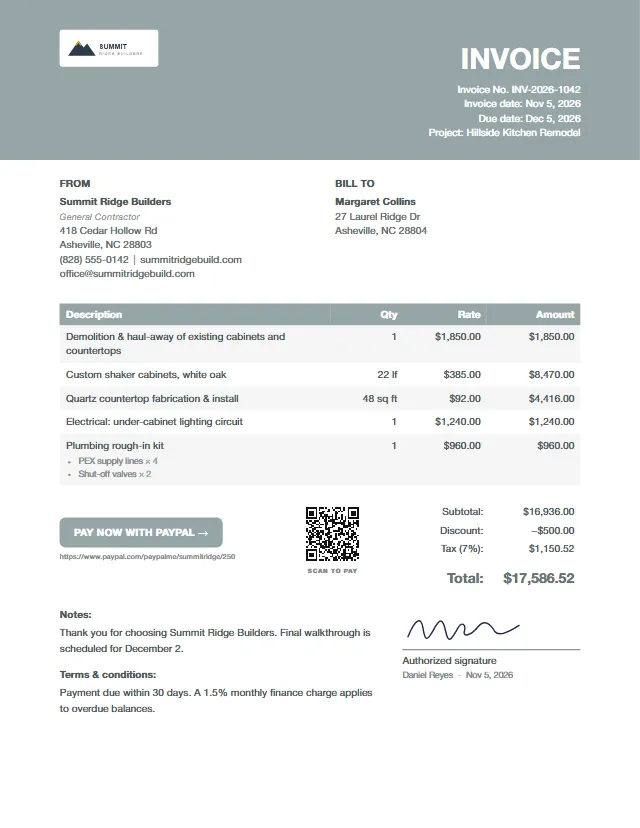 SUMMIT
RIDGE BUILDERS
INVOICE
Invoice No. INV-2026-1042
Invoice date: Nov 5, 2026
Due date: Dec 5, 2026
Project: Hillside Kitchen Remodel
FROM
Summit Ridge Builders
General Contractor
418 Cedar Hollow Rd
Asheville, NC 28803
(828) 555-0142 | summitridgebuild.com
office@summitridgebuild.com
BILL TO
Margaret Collins
27 Laurel Ridge Dr
Asheville, NC 28804
Description Qty Rate Amount
Demolition & haul-away of existing cabinets and 1 $1,850.00 $1,850.00
countertops
Custom shaker cabinets, white oak 22 lf $385.00 $8,470.00
Quartz countertop fabrication & install 48 sq ft $92.00 $4,416.00
Electrical: under-cabinet lighting circuit 1 $1,240.00 $1,240.00
Plumbing rough-in kit 1 $960.00 $960.00
• PEX supply lines × 4
• Shut-off valves × 2
PAY NOW WITH PAYPAL →
https://www.paypal.com/paypalme/summitridge/250
SCAN TO PAY
Subtotal: $16,936.00
Discount: −$500.00
Tax (7%): $1,150.52
Total: $17,586.52
Notes:
Thank you for choosing Summit Ridge Builders. Final walkthrough is
scheduled for December 2.
Terms & conditions:
Payment due within 30 days. A 1.5% monthly finance charge applies
to overdue balances.
Authorized signature
Daniel Reyes · Nov 5, 2026